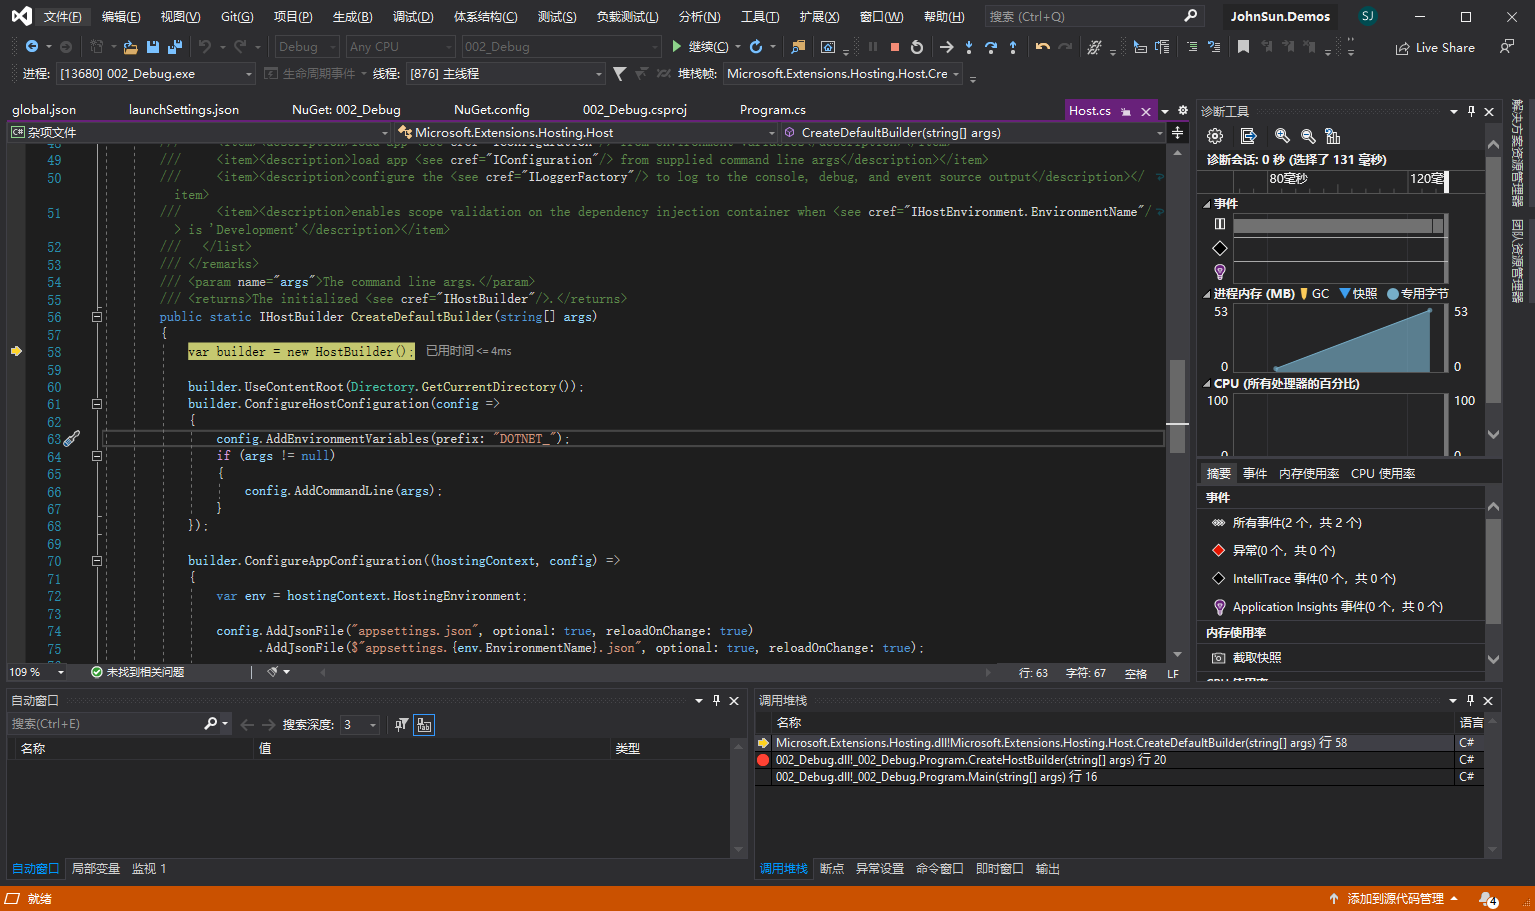 文件(F) 编辑(E) 视图(V) Git(G) 项目(P) 生成(B) 调试(D) 体系结构(C) 测试(S) 负载测试(L) 分析(N) 工具(T) 扩展(X) 窗口(W) 帮助(H) 搜索 (Ctrl+Q) JohnSun.Demos SJ
Debug Any CPU 002_Debug 继续(C) Live Share
进程: [13680] 002_Debug.exe 生命周期事件 线程: [876] 主线程 堆栈帧: Microsoft.Extensions.Hosting.Host.Cre
global.json launchSettings.json NuGet: 002_Debug NuGet.config 002_Debug.csproj Program.cs Host.cs
C# 杂项文件 Microsoft.Extensions.Hosting.Host CreateDefaultBuilder(string[] args)
48 /// <item><description>load app <see cref="IConfiguration"/> from environment variables</description></item>
49 /// <item><description>load app <see cref="IConfiguration"/> from supplied command line args</description></item>
50 /// <item><description>configure the <see cref="ILoggerFactory"/> to log to the console, debug, and event source output</description></
item>
51 /// <item><description>enables scope validation on the dependency injection container when <see cref="IHostEnvironment.EnvironmentName"/
> is 'Development'</description></item>
52 /// </list>
53 /// </remarks>
54 /// <param name="args">The command line args.</param>
55 /// <returns>The initialized <see cref="IHostBuilder"/>.</returns>
56 public static IHostBuilder CreateDefaultBuilder(string[] args)
57 {
58 var builder = new HostBuilder(); 已用时间 <= 4ms
59
60 builder.UseContentRoot(Directory.GetCurrentDirectory());
61 builder.ConfigureHostConfiguration(config =>
62 {
63 config.AddEnvironmentVariables(prefix: "DOTNET_");
64 if (args != null)
65 {
66 config.AddCommandLine(args);
67 }
68 });
69
70 builder.ConfigureAppConfiguration((hostingContext, config) =>
71 {
72 var env = hostingContext.HostingEnvironment;
73
74 config.AddJsonFile("appsettings.json", optional: true, reloadOnChange: true)
75 .AddJsonFile($"appsettings.{env.EnvironmentName}.json", optional: true, reloadOnChange: true);
109 % 未找到相关问题 行: 63 字符: 67 空格 LF
诊断工具
诊断会话: 0 秒 (选择了 131 毫秒)
80毫秒 120毫
事件
进程内存 (MB) GC 快照 专用字节
53 53
0 0
CPU (所有处理器的百分比)
100 100
0 0
摘要 事件 内存使用率 CPU 使用率
事件
所有事件(2 个，共 2 个)
异常(0 个，共 0 个)
IntelliTrace 事件(0 个，共 0 个)
Application Insights 事件(0 个，共 0 个)
内存使用率
截取快照
CPU 使用率
解决方案资源管理器
团队资源管理器
自动窗口
搜索(Ctrl+E) 搜索深度: 3
名称 值 类型
自动窗口 局部变量 监视 1
调用堆栈
名称 语言
Microsoft.Extensions.Hosting.dll!Microsoft.Extensions.Hosting.Host.CreateDefaultBuilder(string[] args) 行 58 C#
002_Debug.dll!_002_Debug.Program.CreateHostBuilder(string[] args) 行 20 C#
002_Debug.dll!_002_Debug.Program.Main(string[] args) 行 16 C#
调用堆栈 断点 异常设置 命令窗口 即时窗口 输出
就绪 添加到源代码管理 4